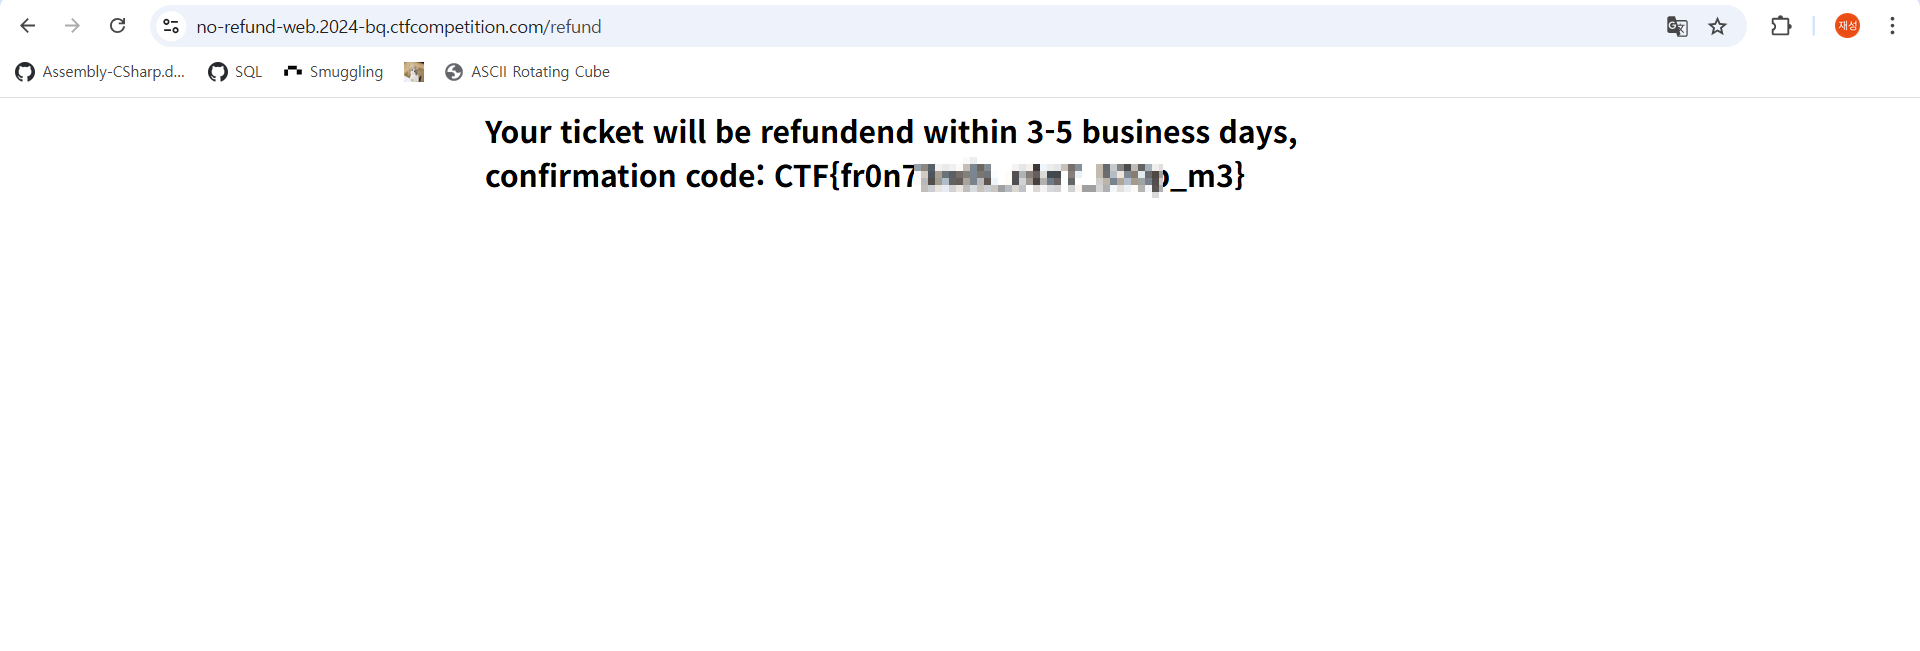 no-refund-web.2024-bq.ctfcompetition.com/refund
재성
Assembly-CSharp.d...
SQL
Smuggling
ASCII Rotating Cube
Your ticket will be refundend within 3-5 business days,
confirmation code: CTF{fr0n7 p_m3}